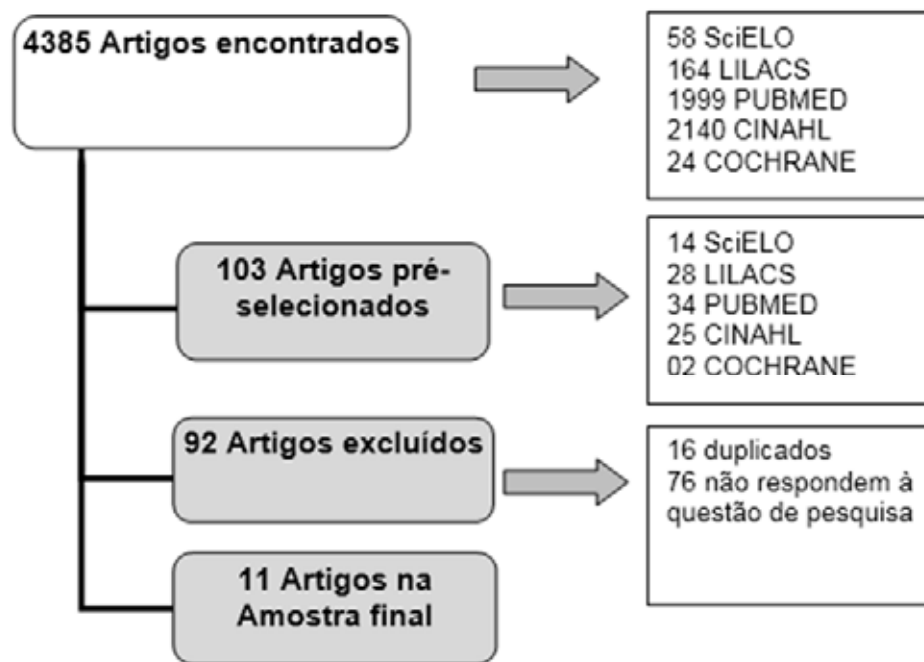 4385 Artigos encontrados
58 SciELO
164 LILACS
1999 PUBMED
2140 CINAHL
24 COCHRANE
103 Artigos pré-
selecionados
14 SciELO
28 LILACS
34 PUBMED
25 CINAHL
02 COCHRANE
92 Artigos excluídos
16 duplicados
76 não respondem à
questão de pesquisa
11 Artigos na
Amostra final